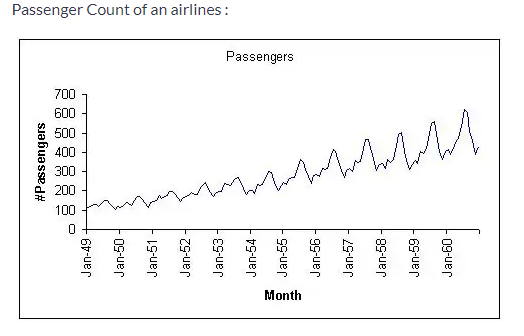 Passenger Count of an airlines :
Passengers
#Passengers
700
600
500
400
300
200
100
0
Jan-49
Jan-50
Jan-51
Jan-52
Jan-53
Jan-54
Jan-55
Jan-56
Jan-57
Jan-58
Jan-59
Jan-60
Month